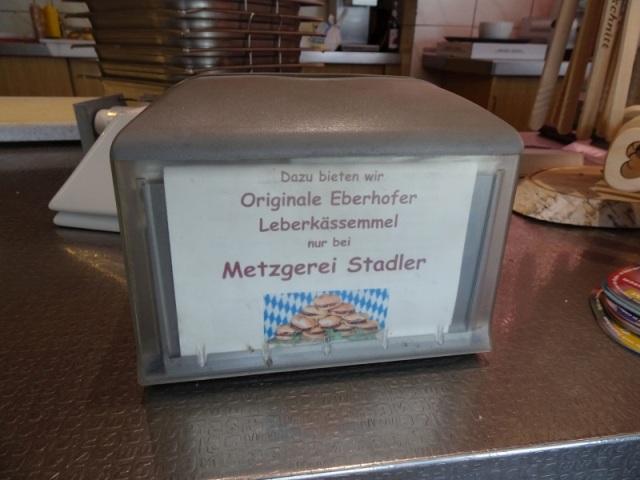 Dazu bieten wir
Originale Eberhofer
Leberkässemmel
nur bei
Metzgerei Stadler